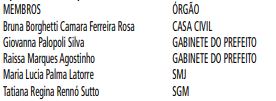 MEMBROS ÓRGÃO
Bruna Borghetti Camara Ferreira Rosa CASA CIVIL
Giovanna Palopoli Silva GABINETE DO PREFEITO
Raissa Marques Agostinho GABINETE DO PREFEITO
Maria Lucia Palma Latorre SMJ
Tatiana Regina Rennó Sutto SGM